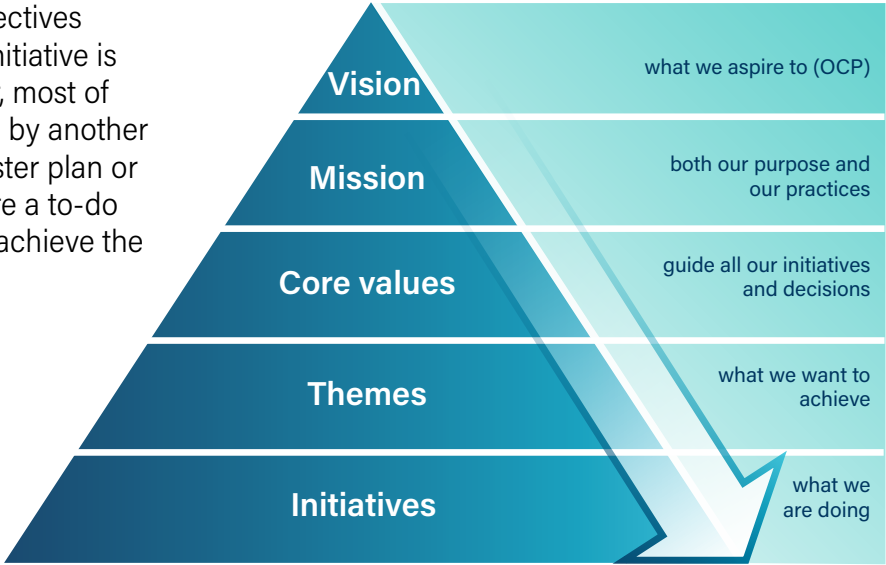 ectives
nitiative is
, most of
by another
ster plan or
re a to-do
achieve the
Vision
what we aspire to (OCP)
Mission
both our purpose and
our practices
Core values
guide all our initiatives
and decisions
Themes
what we want to
achieve
Initiatives
what we
are doing